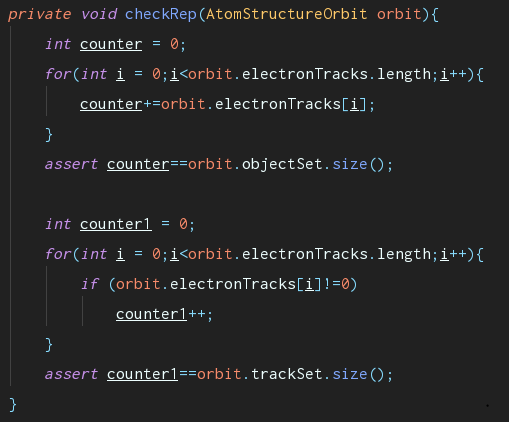 private void checkRep(AtomStructureOrbit orbit){
    int counter = 0;
    for(int i = 0;i<orbit.electronTracks.length;i++){
        counter+=orbit.electronTracks[i];
    }
    assert counter==orbit.objectSet.size();

    int counter1 = 0;
    for(int i = 0;i<orbit.electronTracks.length;i++){
        if (orbit.electronTracks[i]!=0)
            counter1++;
    }
    assert counter1==orbit.trackSet.size();
}